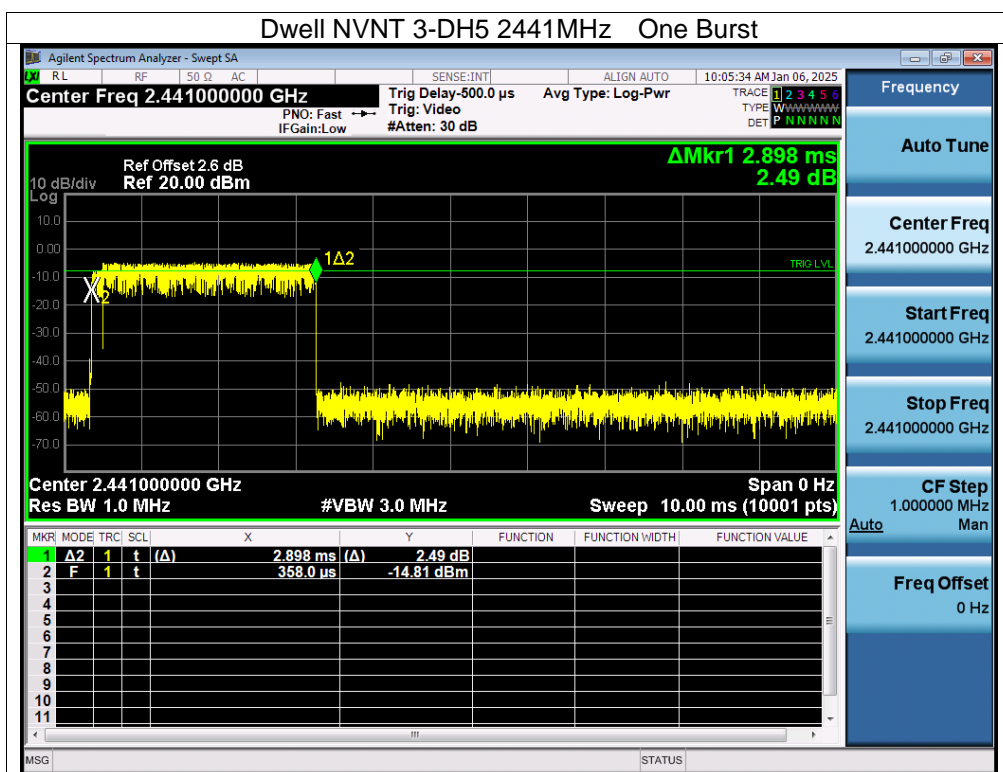 Dwell NVNT 3-DH5 2441MHz One Burst
Agilent Spectrum Analyzer - Swept SA
LXI RL RF 50 Ω AC SENSE:INT ALIGN AUTO 10:05:34 AM Jan 06, 2025
Center Freq 2.441000000 GHz
PNO: Fast
IFGain:Low
Trig Delay-500.0 µs
Trig: Video
#Atten: 30 dB
Avg Type: Log-Pwr
TRACE 1 2 3 4 5 6
TYPE WWWWWWW
DET P N N N N N
ΔMkr1 2.898 ms
2.49 dB
Ref Offset 2.6 dB
10 dB/div Ref 20.00 dBm
Log
10.0
0.00
-10.0
-20.0
-30.0
-40.0
-50.0
-60.0
-70.0
1Δ2
2
TRIG LVL
Center 2.441000000 GHz Span 0 Hz
Res BW 1.0 MHz #VBW 3.0 MHz Sweep 10.00 ms (10001 pts)
MKR MODE TRC SCL X Y FUNCTION FUNCTION WIDTH FUNCTION VALUE
1 Δ2 1 t (Δ) 2.898 ms (Δ) 2.49 dB
2 F 1 t 358.0 µs -14.81 dBm
3
4
5
6
7
8
9
10
11
MSG STATUS
Frequency
Auto Tune
Center Freq
2.441000000 GHz
Start Freq
2.441000000 GHz
Stop Freq
2.441000000 GHz
CF Step
1.000000 MHz
Auto Man
Freq Offset
0 Hz